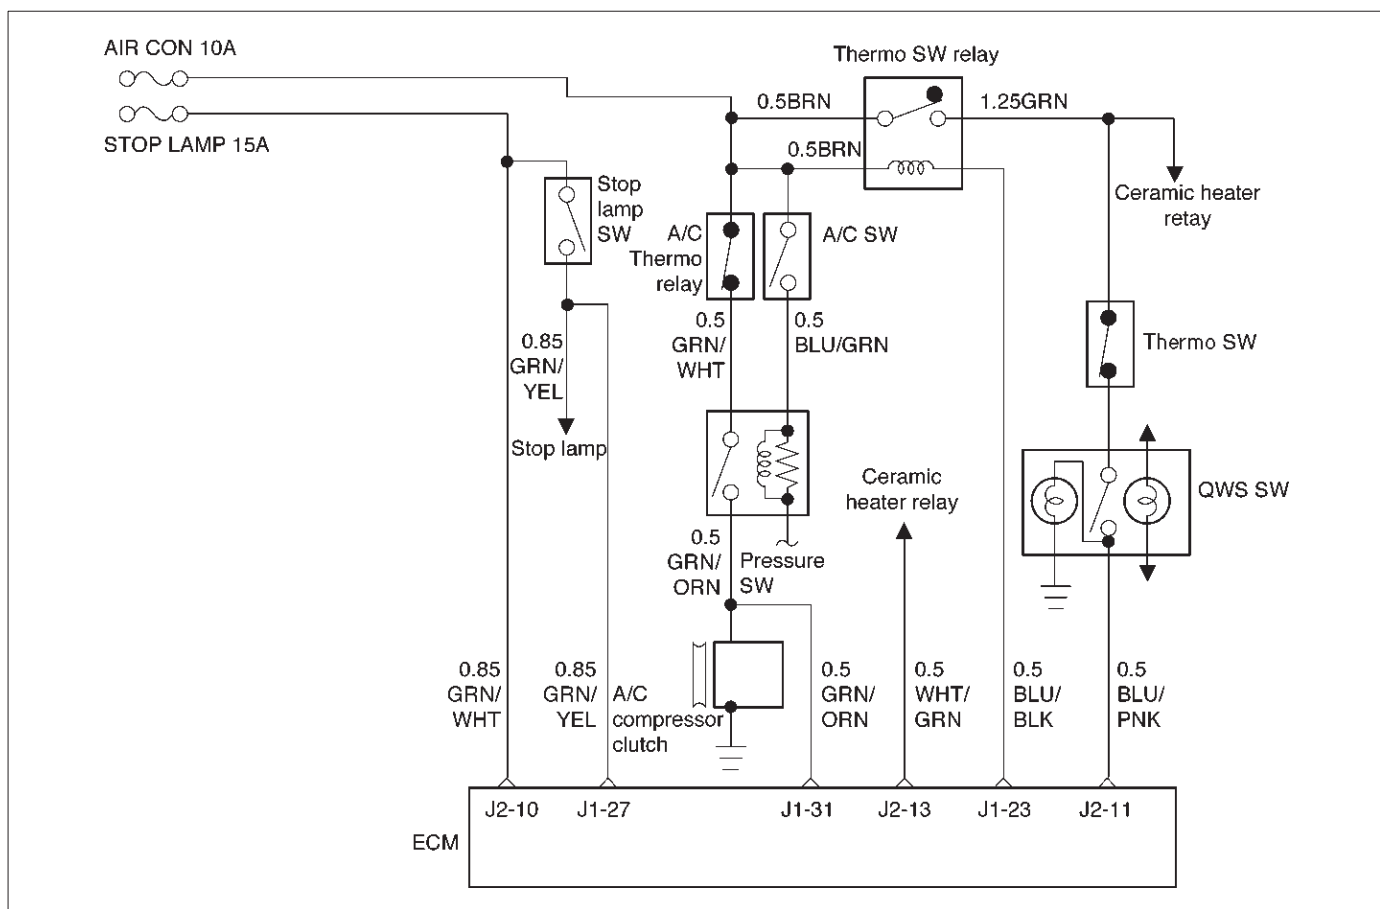 AIR CON 10A
STOP LAMP 15A
Thermo SW relay
0.5BRN
1.25GRN
0.5BRN
Ceramic heater
retay
Stop
lamp
SW
A/C
Thermo
relay
A/C SW
0.85
GRN/
YEL
0.5
GRN/
WHT
0.5
BLU/GRN
Thermo SW
Stop lamp
Ceramic
heater relay
QWS SW
0.5
GRN/
ORN
Pressure
SW
0.85
GRN/
WHT
0.85
GRN/
YEL
A/C
compressor
clutch
0.5
GRN/
ORN
0.5
WHT/
GRN
0.5
BLU/
BLK
0.5
BLU/
PNK
J2-10
J1-27
J1-31
J2-13
J1-23
J2-11
ECM